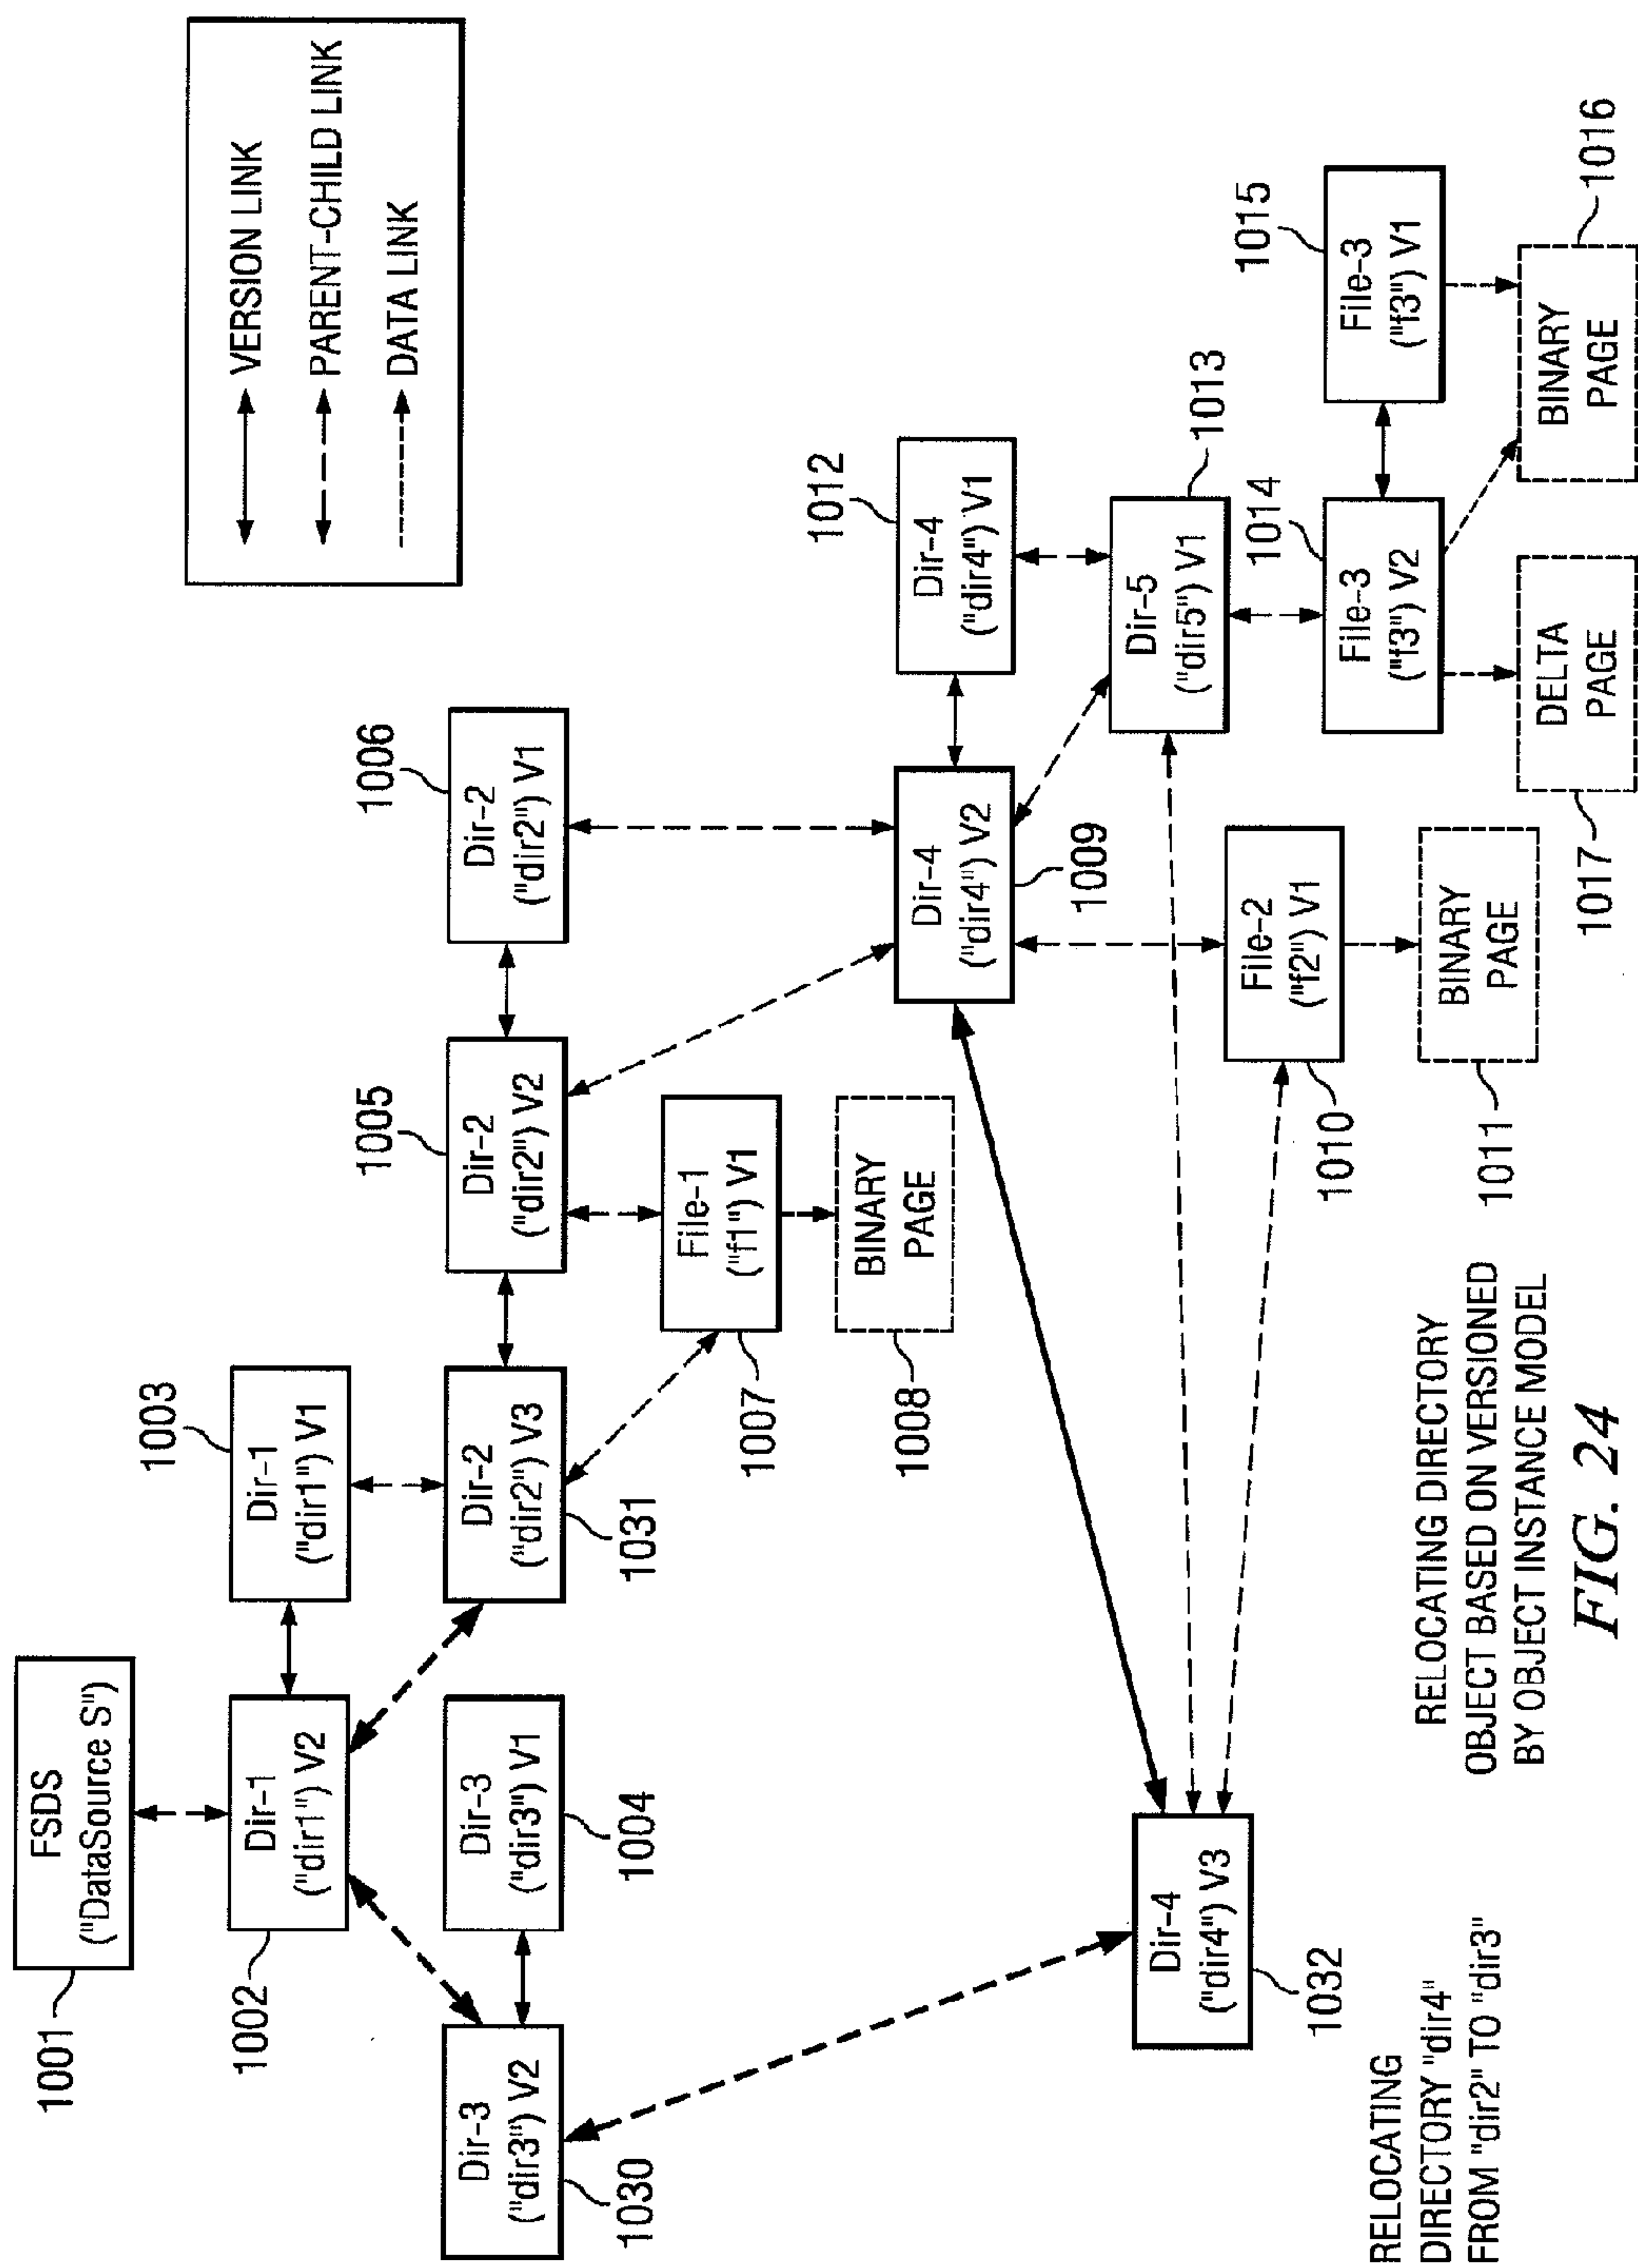 VERSION LINK
PARENT-CHILD LINK
DATA LINK
FSDS
("DataSource S")
1001
Dir-1
("dir1") V2
1002
Dir-1
("dir1") V1
1003
Dir-3
("dir3") V2
1030
Dir-3
("dir3") V1
1004
Dir-2
("dir2") V3
1031
Dir-2
("dir2") V2
1005
Dir-2
("dir2") V1
1006
File-1
("f1") V1
1007
BINARY
PAGE
1008
Dir-4
("dir4") V2
1009
Dir-4
("dir4") V1
1012
Dir-5
("dir5") V1
1013
Dir-4
("dir4") V3
1032
File-2
("f2") V1
1010
BINARY
PAGE
1011
File-3
("f3") V2
1014
File-3
("f3") V1
1015
DELTA
PAGE
1017
BINARY
PAGE
1016
RELOCATING
DIRECTORY "dir4"
FROM "dir2" TO "dir3"
RELOCATING DIRECTORY
OBJECT BASED ON VERSIONED
BY OBJECT INSTANCE MODEL
FIG. 24